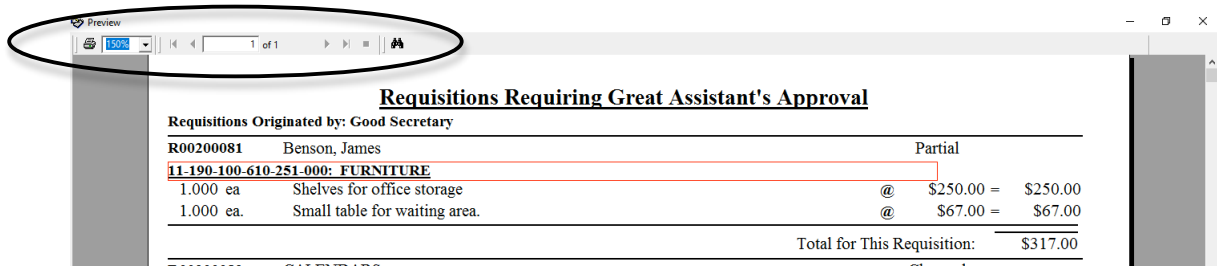 Preview
150% 1 of 1
Requisitions Requiring Great Assistant's Approval
Requisitions Originated by: Good Secretary
R00200081 Benson, James Partial
11-190-100-610-251-000: FURNITURE
1.000 ea Shelves for office storage @ $250.00 = $250.00
1.000 ea. Small table for waiting area. @ $67.00 = $67.00
Total for This Requisition: $317.00
CALENDARS